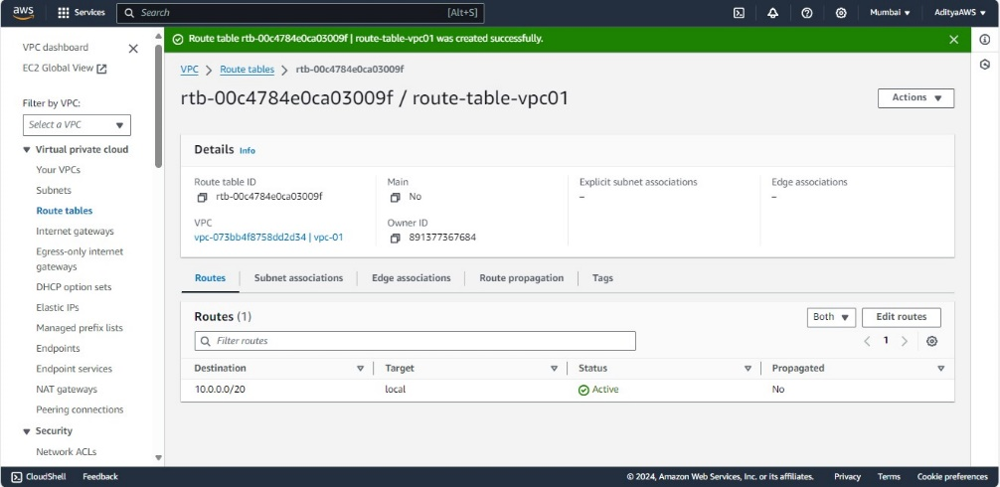 aws Services Search [Alt+S] Mumbai AdityaAWS
Route table rtb-00c4784e0ca03009f | route-table-vpc01 was created successfully.
VPC dashboard
EC2 Global View
Filter by VPC:
Select a VPC
Virtual private cloud
Your VPCs
Subnets
Route tables
Internet gateways
Egress-only internet
gateways
DHCP option sets
Elastic IPs
Managed prefix lists
Endpoints
Endpoint services
NAT gateways
Peering connections
Security
Network ACLs
VPC > Route tables > rtb-00c4784e0ca03009f
rtb-00c4784e0ca03009f / route-table-vpc01
Actions
Details Info
Route table ID
rtb-00c4784e0ca03009f
Main
No
Explicit subnet associations
–
Edge associations
–
VPC
vpc-073bb4f8758dd2d34 | vpc-01
Owner ID
891377367684
Routes Subnet associations Edge associations Route propagation Tags
Routes (1)
Both Edit routes
Filter routes
1
Destination Target Status Propagated
10.0.0.0/20 local Active No
CloudShell Feedback © 2024, Amazon Web Services, Inc. or its affiliates. Privacy Terms Cookie preferences